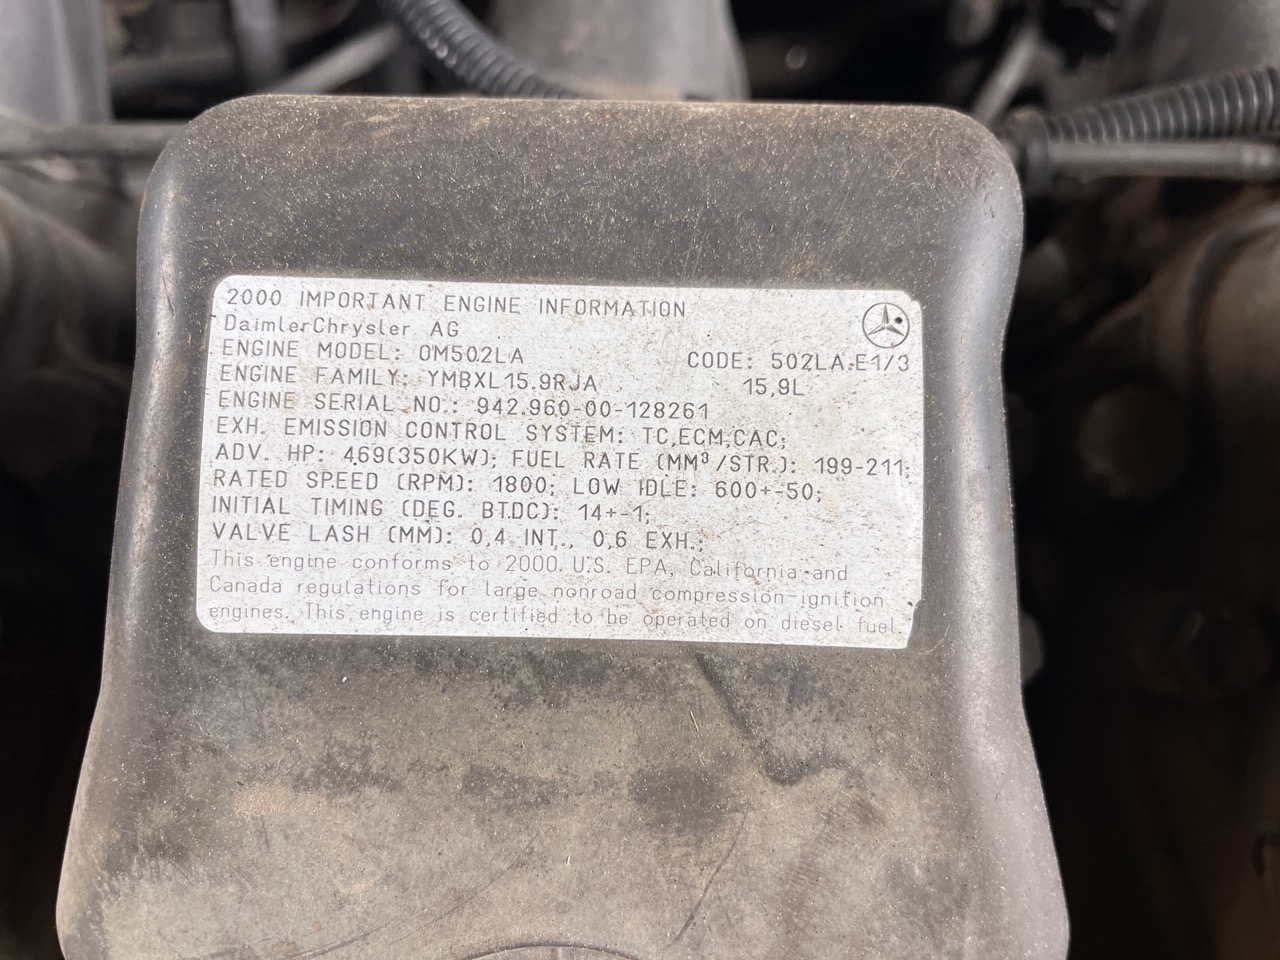 2000 IMPORTANT ENGINE INFORMATION
DaimlerChrysler AG
ENGINE MODEL: OM502LA CODE: 502LA.E1/3
ENGINE FAMILY: YMBXL15.9RJA 15,9L
ENGINE SERIAL NO.: 942.960-00-128261
EXH. EMISSION CONTROL SYSTEM: TC,ECM,CAC;
ADV. HP: 469(350KW); FUEL RATE (MM³/STR.): 199-211;
RATED SPEED (RPM): 1800; LOW IDLE: 600+-50;
INITIAL TIMING (DEG. BTDC): 14+-1;
VALVE LASH (MM): 0,4 INT., 0,6 EXH.;
This engine conforms to 2000 U.S. EPA, California and
Canada regulations for large nonroad compression-ignition
engines. This engine is certified to be operated on diesel fuel.